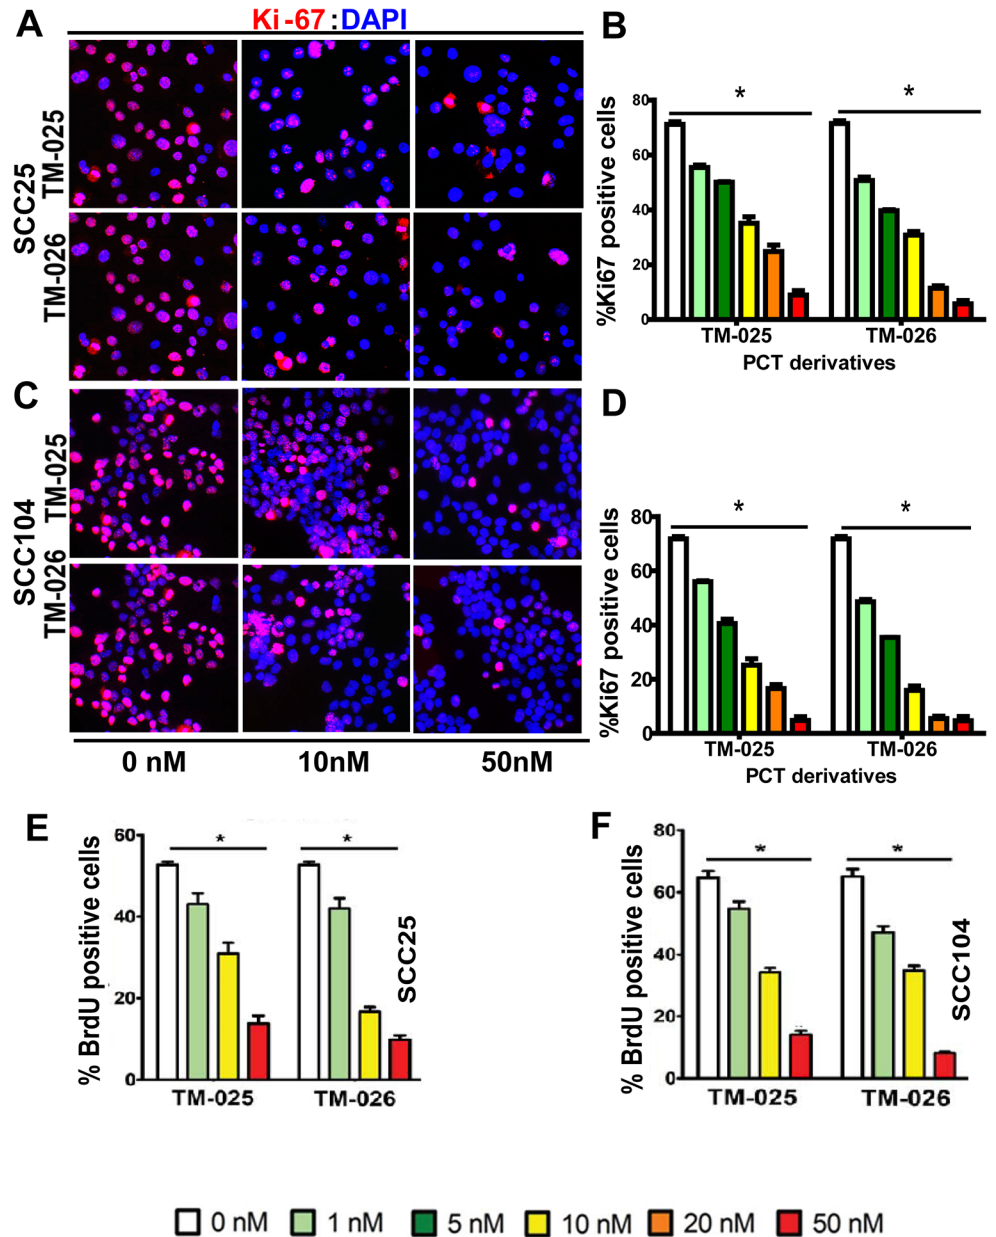 A
Ki-67:DAPI
SCC25
TM-025
TM-026
C
SCC104
TM-025
TM-026
0 nM 10nM 50nM
B
%Ki67 positive cells
80
60
40
20
0
*
*
TM-025 TM-026
PCT derivatives
D
%Ki67 positive cells
80
60
40
20
0
*
*
TM-025 TM-026
PCT derivatives
E
% BrdU positive cells
60
40
20
0
*
*
SCC25
TM-025 TM-026
F
% BrdU positive cells
80
60
40
20
0
*
*
SCC104
TM-025 TM-026
0 nM 1 nM 5 nM 10 nM 20 nM 50 nM